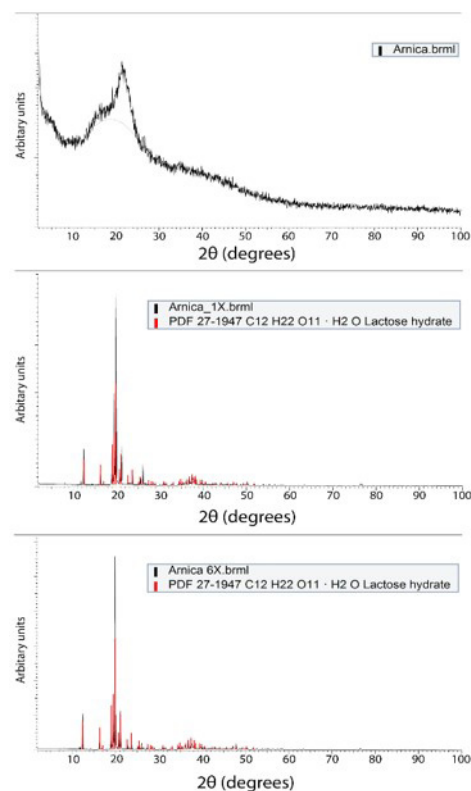 Arbitary units
Arnica.brml
10 20 30 40 50 60 70 80 90 100
2θ (degrees)
Arbitary units
Arnica_1X.brml
PDF 27-1947 C12 H22 O11 · H2 O Lactose hydrate
10 20 30 40 50 60 70 80 90 100
2θ (degrees)
Arbitary units
Arnica 6X.brml
PDF 27-1947 C12 H22 O11 · H2 O Lactose hydrate
10 20 30 40 50 60 70 80 90 100
2θ (degrees)